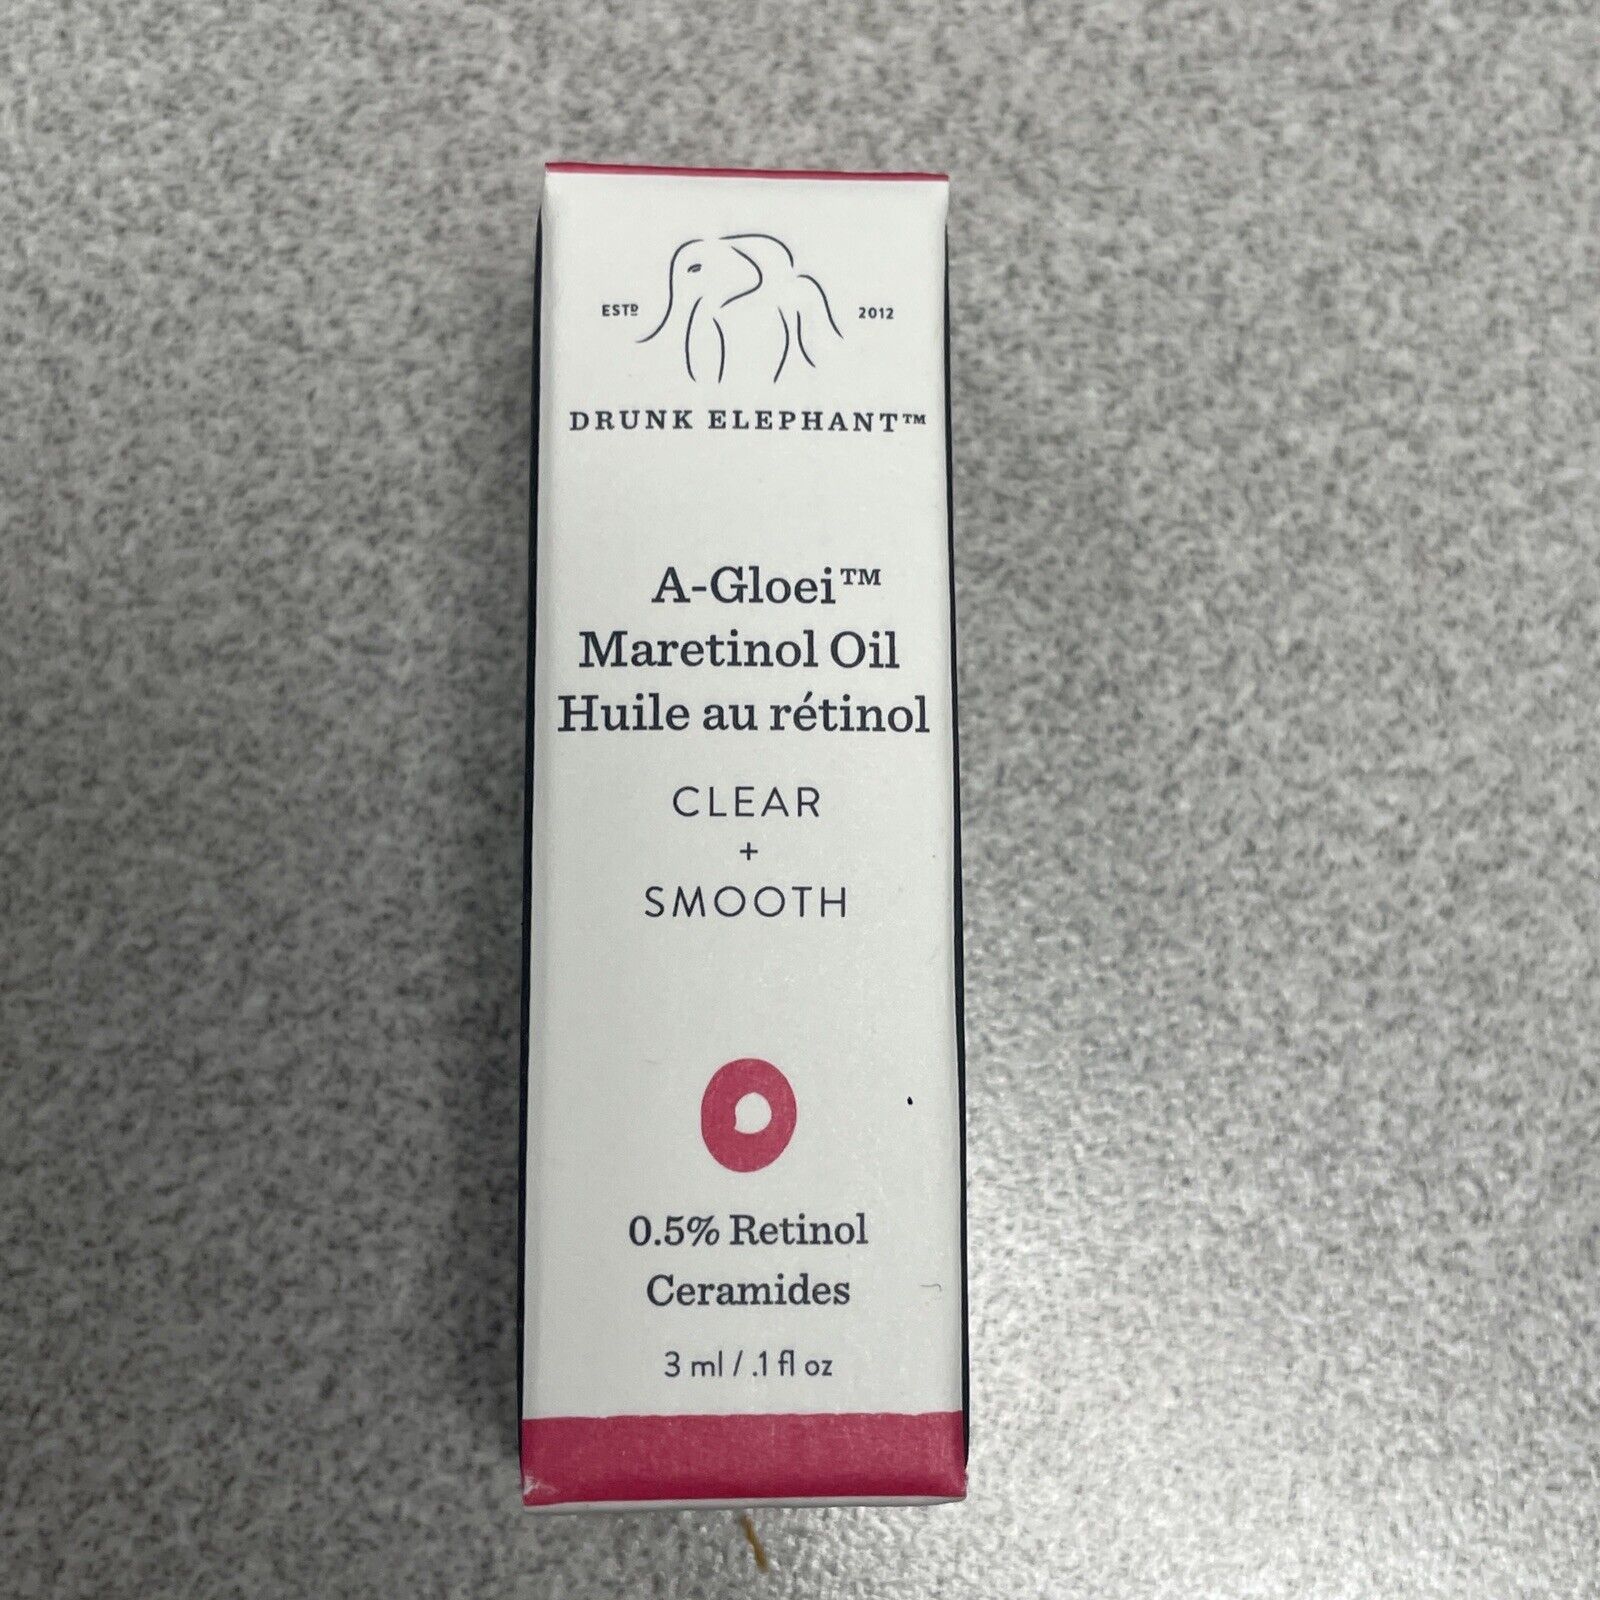 ESTD 2012
DRUNK ELEPHANT™
A-Gloei™
Maretinol Oil
Huile au rétinol
CLEAR
+
SMOOTH
0.5% Retinol
Ceramides
3 ml / .1 fl oz